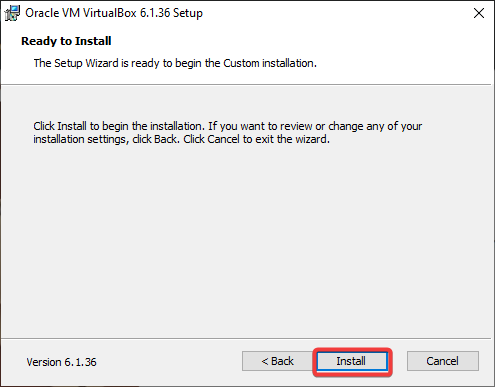 Oracle VM VirtualBox 6.1.36 Setup
Ready to Install
The Setup Wizard is ready to begin the Custom installation.
Click Install to begin the installation. If you want to review or change any of your
installation settings, click Back. Click Cancel to exit the wizard.
Version 6.1.36
< Back
Install
Cancel